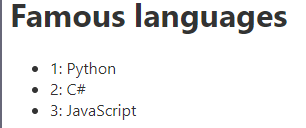 Famous languages
• 1: Python
• 2: C#
• 3: JavaScript